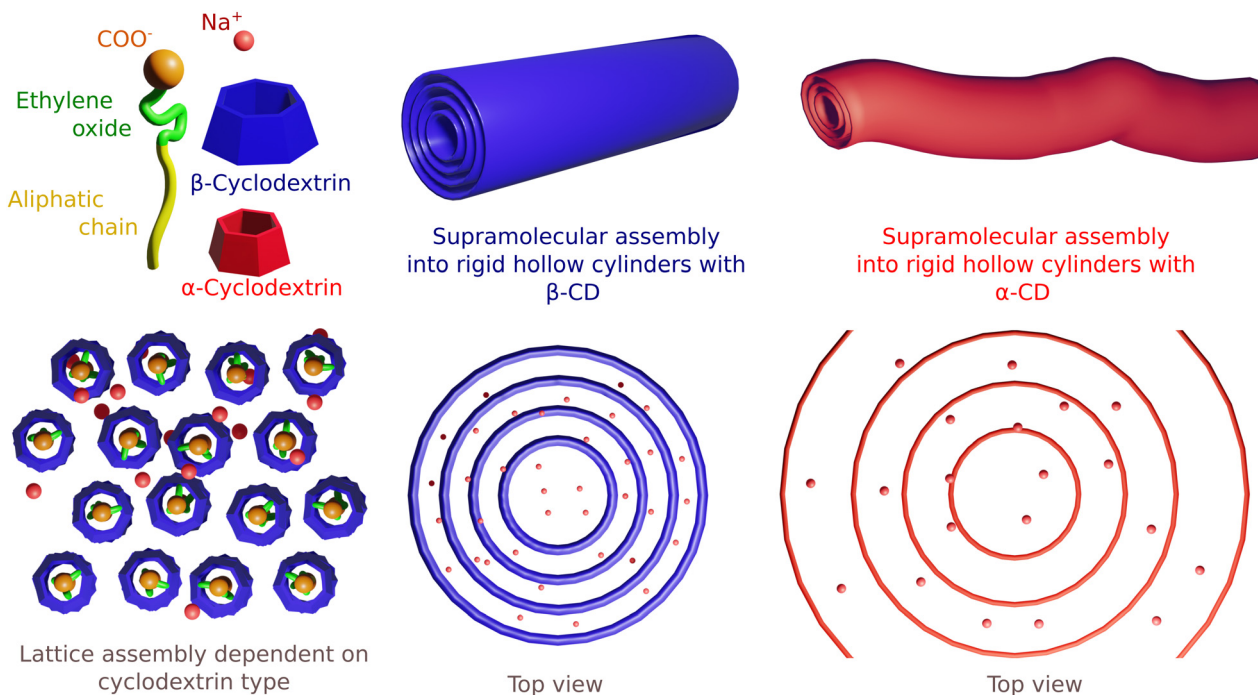 COO-
Na+
Ethylene
oxide
β-Cyclodextrin
Aliphatic
chain
α-Cyclodextrin
Supramolecular assembly
into rigid hollow cylinders with
β-CD
Supramolecular assembly
into rigid hollow cylinders with
α-CD
Lattice assembly dependent on
cyclodextrin type
Top view
Top view